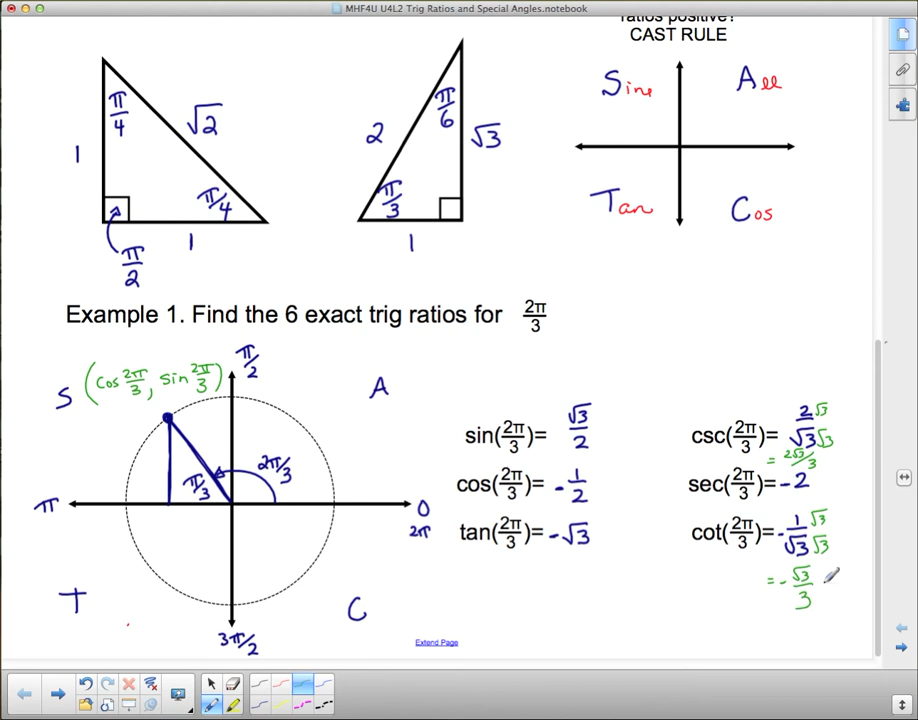 MHF4U U4L2 Trig Ratios and Special Angles.notebook
ratios positive?
CAST RULE
Sine All
Tan Cos
π/4 √2 1 π/4 1 π/2
π/6 2 √3 π/3 1
Example 1. Find the 6 exact trig ratios for 2π/3
π/2
S (cos 2π/3, sin 2π/3) A
π/3 2π/3
π 0
2π
T C
3π/2
sin(2π/3)= √3/2
cos(2π/3)= -1/2
tan(2π/3)= -√3
csc(2π/3)= 2/√3 √3/√3
= 2√3/3
sec(2π/3)= -2
cot(2π/3)= -1/√3 √3/√3
= -√3/3
Extend Page